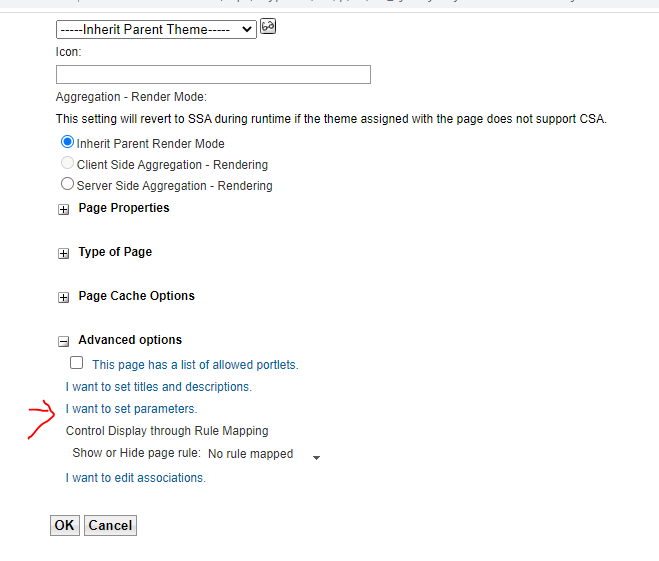 -----Inherit Parent Theme-----
Icon:
Aggregation - Render Mode:
This setting will revert to SSA during runtime if the theme assigned with the page does not support CSA.
Inherit Parent Render Mode
Client Side Aggregation - Rendering
Server Side Aggregation - Rendering
Page Properties
Type of Page
Page Cache Options
Advanced options
This page has a list of allowed portlets.
I want to set titles and descriptions.
I want to set parameters.
Control Display through Rule Mapping
Show or Hide page rule: No rule mapped
I want to edit associations.
OK Cancel